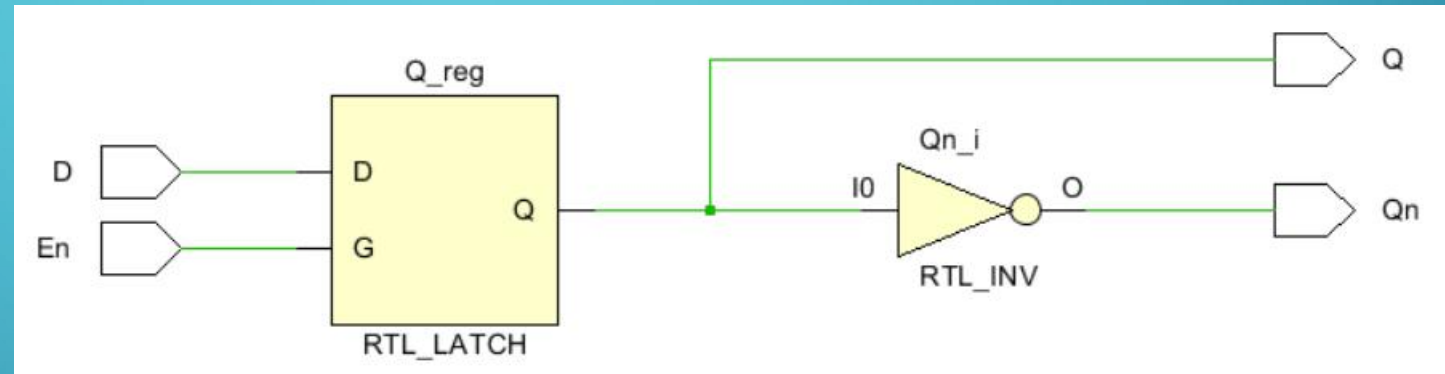 Q_reg
D
En
D
G
Q
RTL_LATCH
Qn_i
I0
O
RTL_INV
Q
Qn